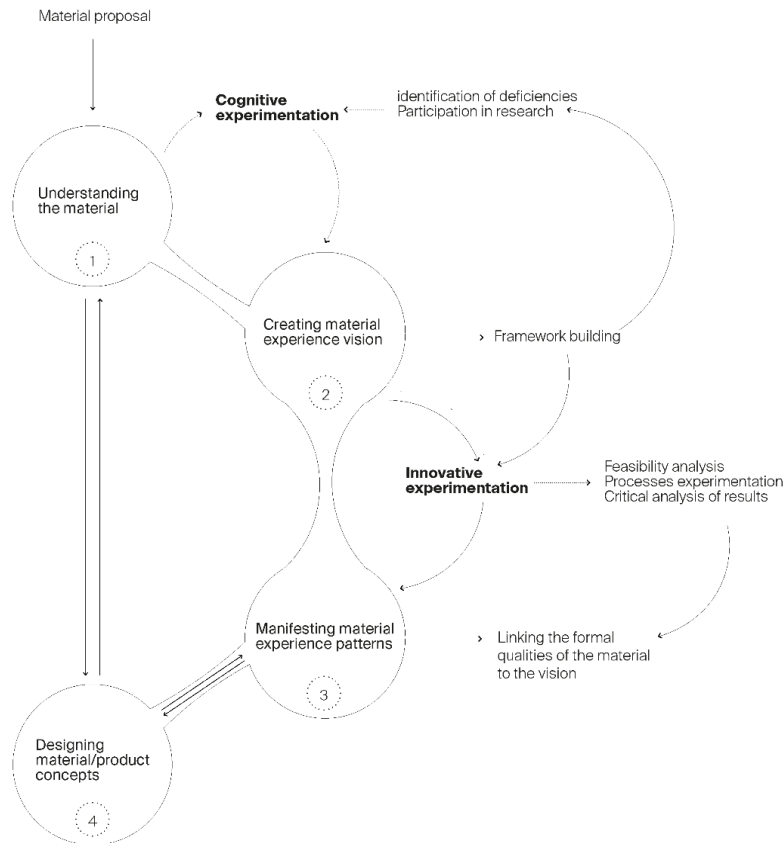 Material proposal
Cognitive
experimentation
identification of deficiencies
Participation in research
Understanding
the material
1
Creating material
experience vision
2
› Framework building
Innovative
experimentation
Feasibility analysis
Processes experimentation
Critical analysis of results
Manifesting material
experience patterns
3
› Linking the formal
qualities of the material
to the vision
Designing
material/product
concepts
4